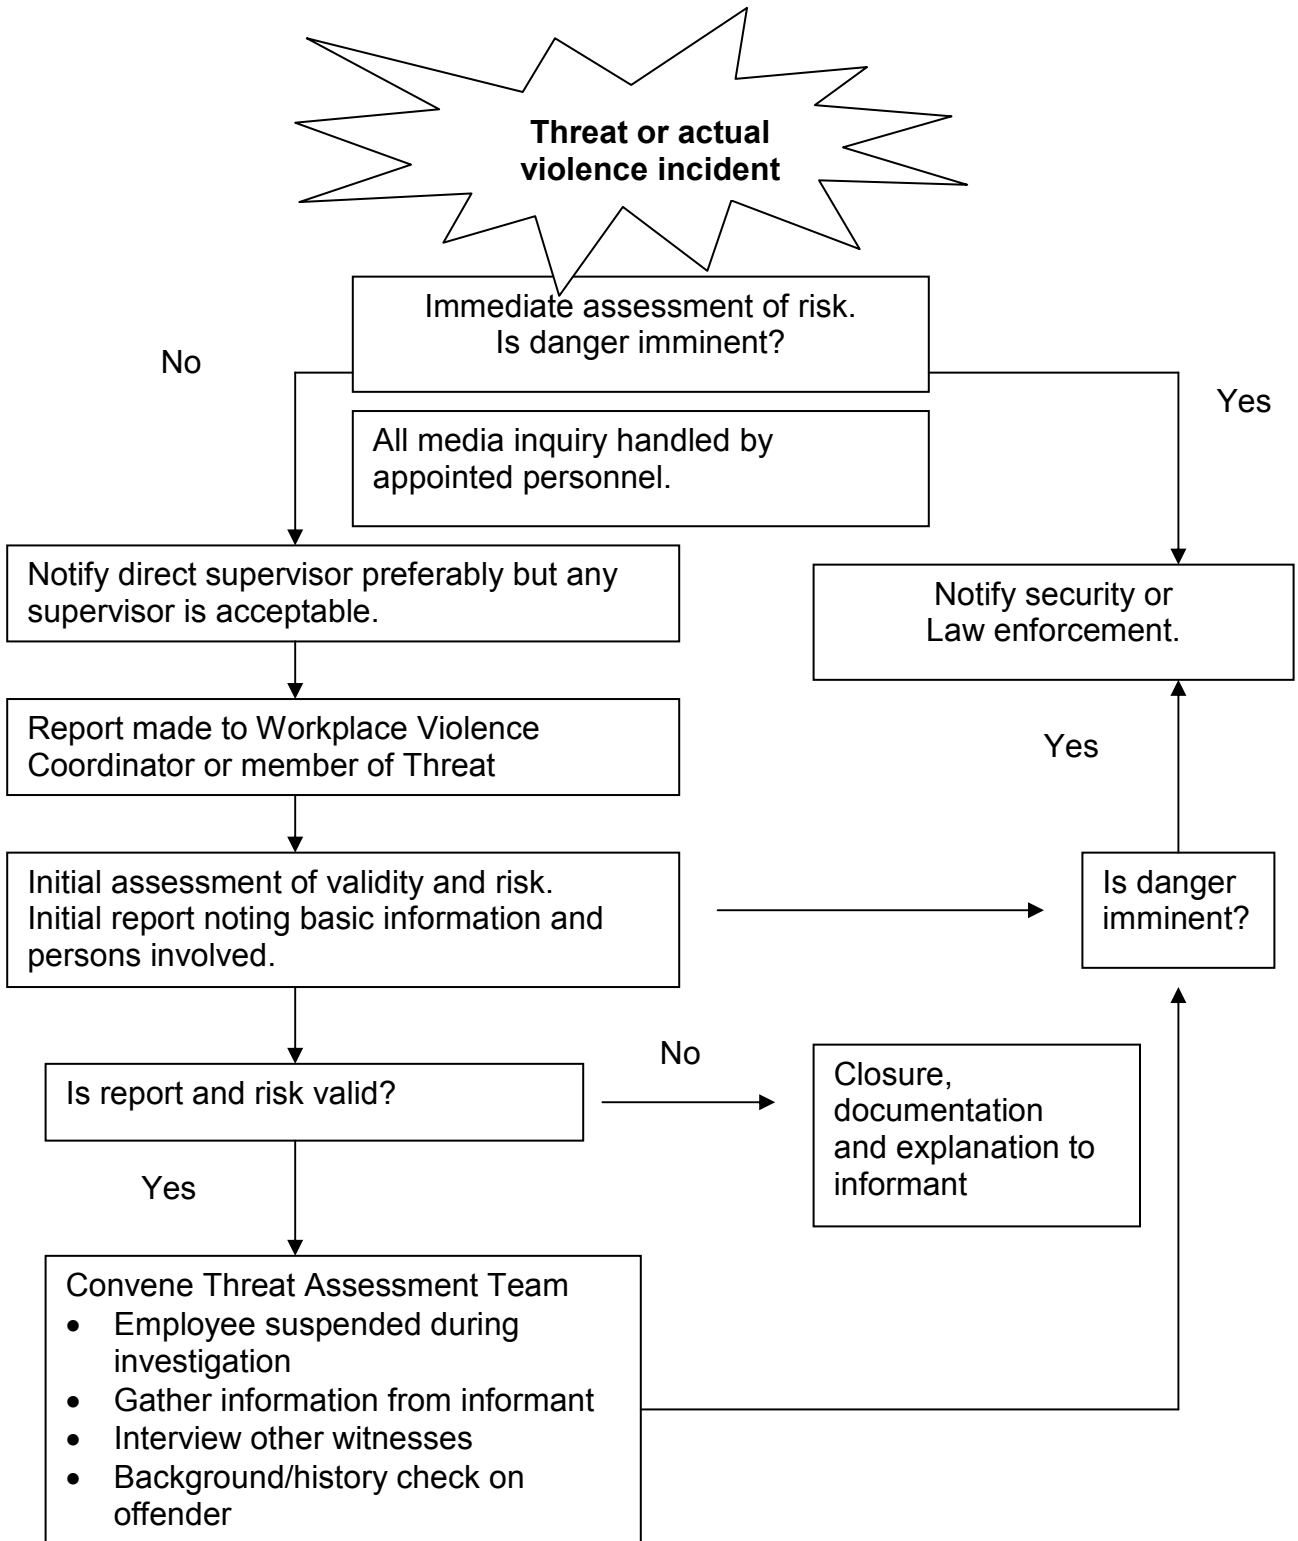 Threat or actual
violence incident
Immediate assessment of risk.
Is danger imminent?
No
Yes
All media inquiry handled by
appointed personnel.
Notify direct supervisor preferably but any
supervisor is acceptable.
Notify security or
Law enforcement.
Report made to Workplace Violence
Coordinator or member of Threat
Yes
Initial assessment of validity and risk.
Initial report noting basic information and
persons involved.
Is danger
imminent?
Is report and risk valid?
No
Closure,
documentation
and explanation to
informant
Yes
Convene Threat Assessment Team
• Employee suspended during
investigation
• Gather information from informant
• Interview other witnesses
• Background/history check on
offender